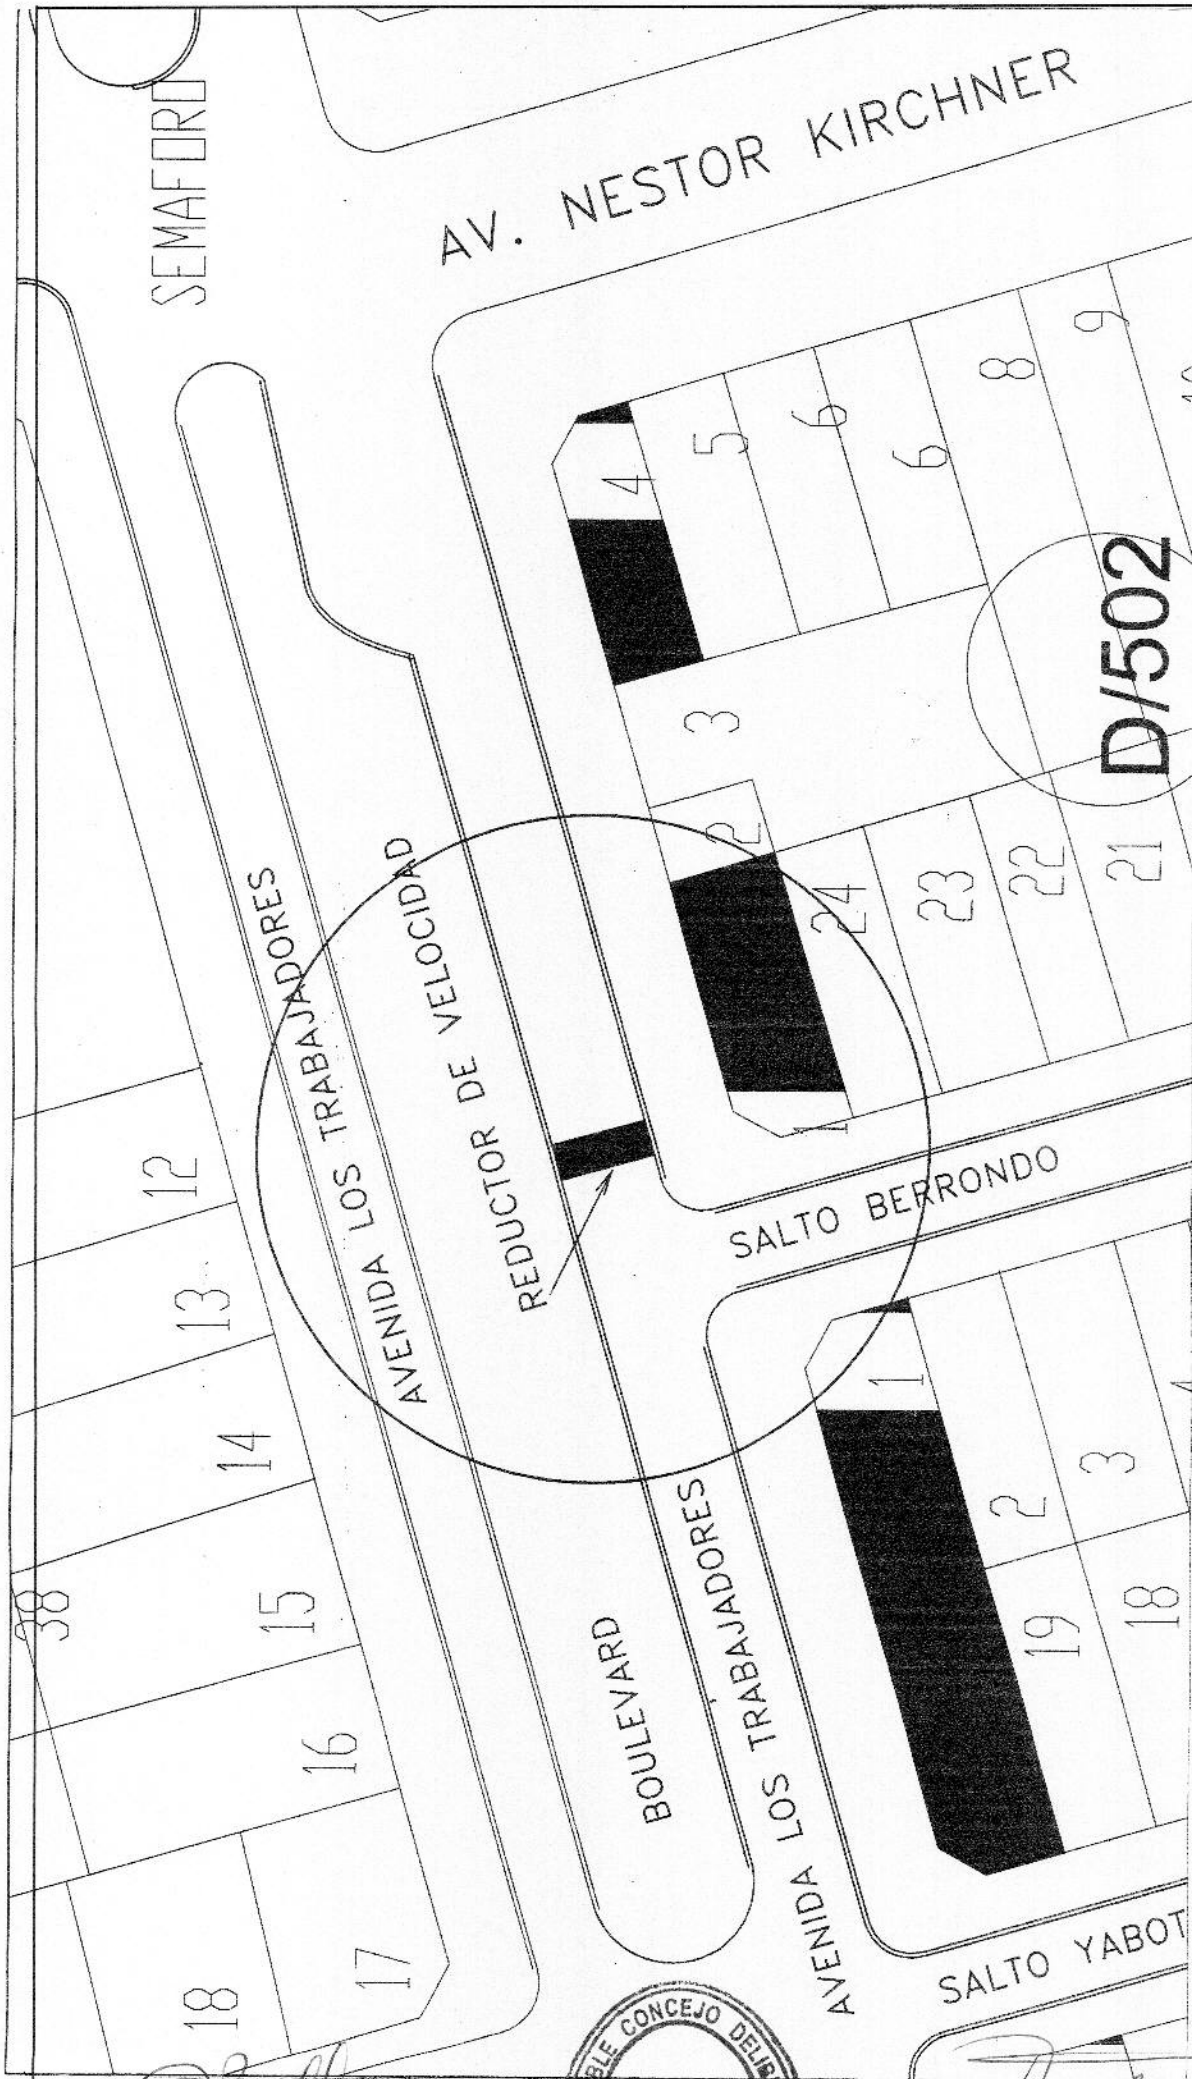 SEMAFORO
AV. NESTOR KIRCHNER
4
5
6
6
8
9
D/502
3
2
24
23
22
21
1
AVENIDA LOS TRABAJADORES
REDUCTOR DE VELOCIDAD
SALTO BERRONDO
12
13
14
38
15
16
17
18
BOULEVARD
AVENIDA LOS TRABAJADORES
1
2
3
19
18
SALTO YABOT
BLE CONCEJO DELIB